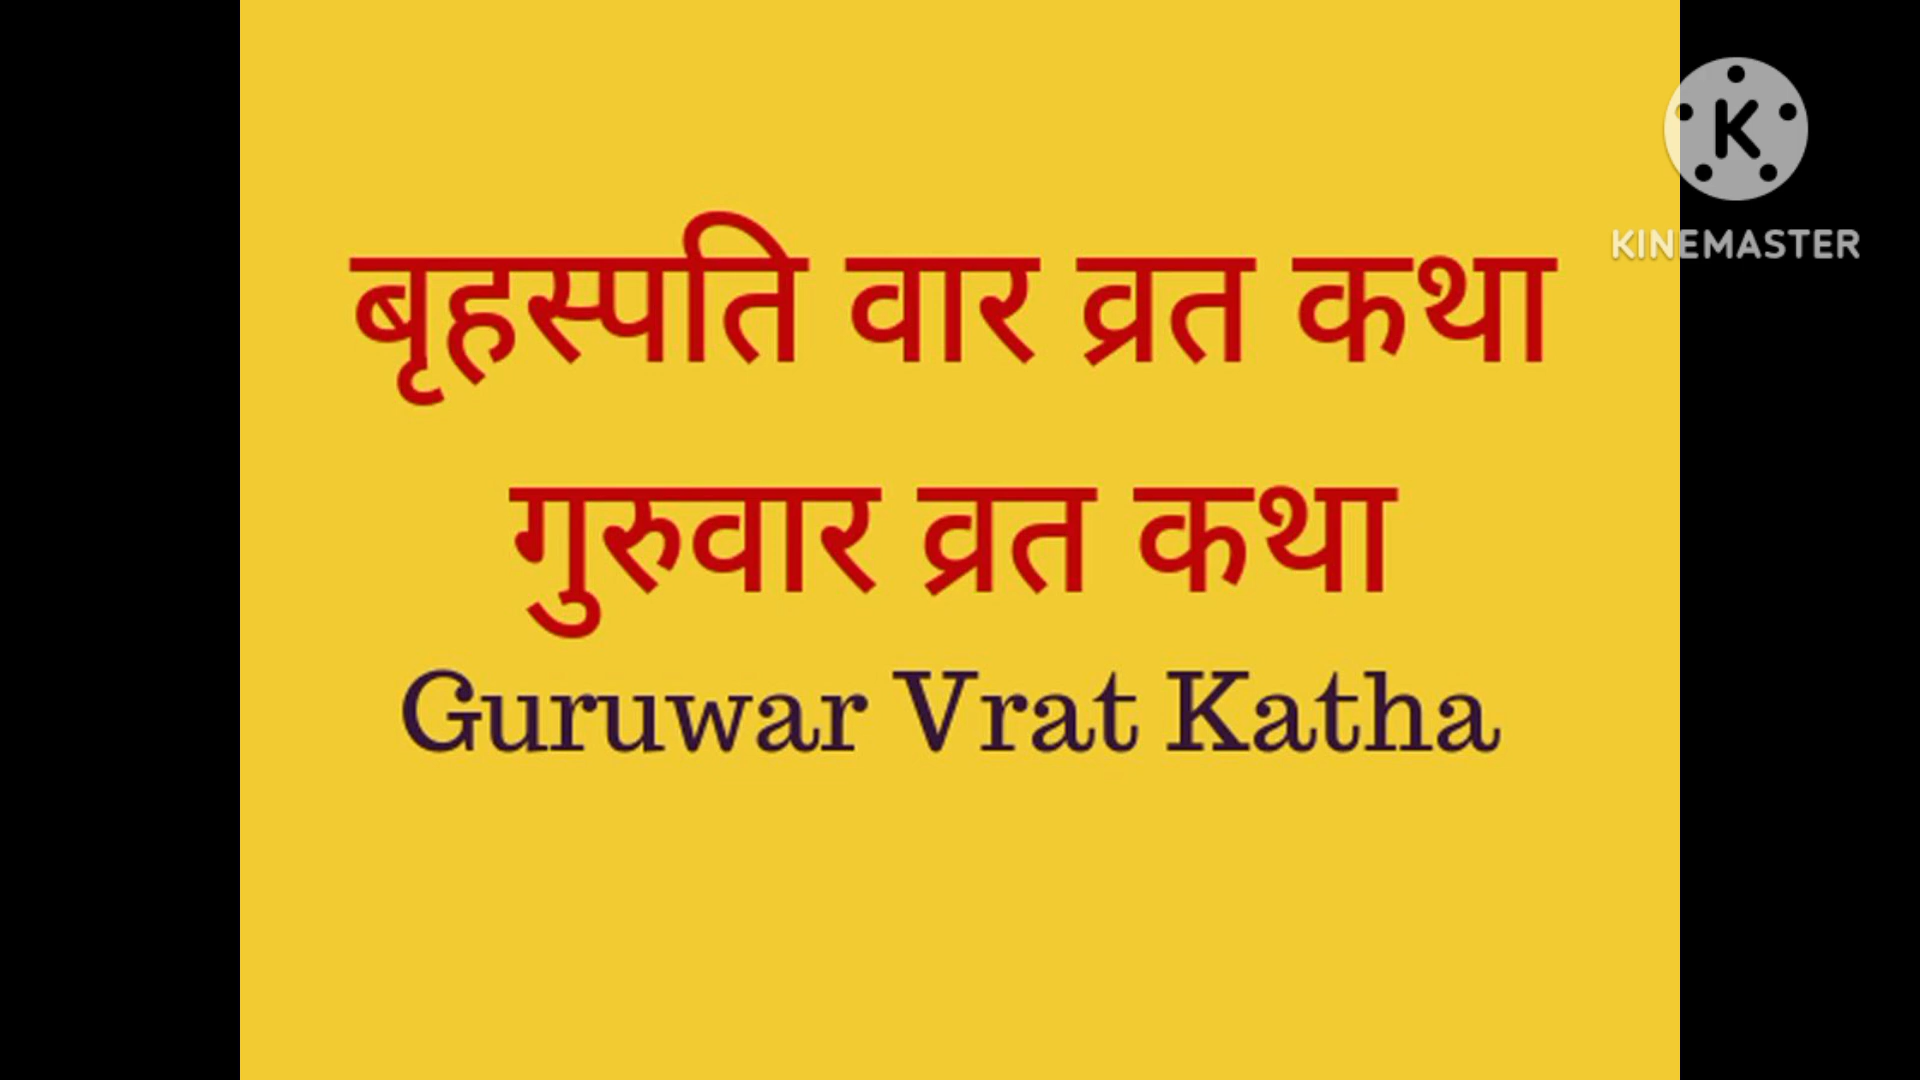 बृहस्पति वार व्रत कथा
गुरुवार व्रत कथा
Guruwar Vrat Katha
K
KINEMASTER